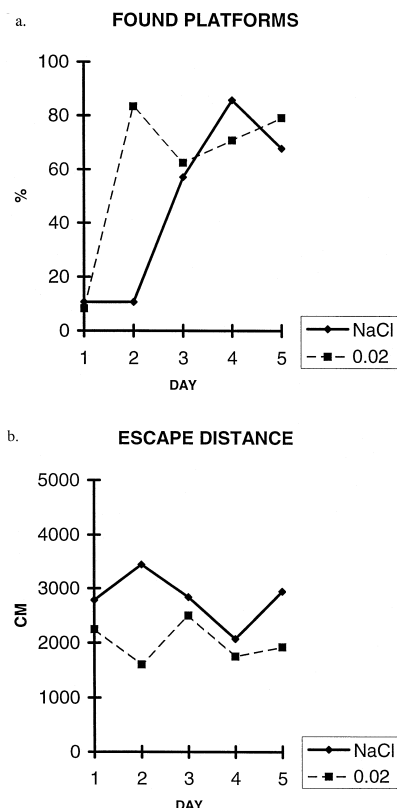 a.
FOUND PLATFORMS
100
80
60
40
20
0
%
1 2 3 4 5
DAY
NaCl
0.02
b.
ESCAPE DISTANCE
5000
4000
3000
2000
1000
0
CM
1 2 3 4 5
DAY
NaCl
0.02